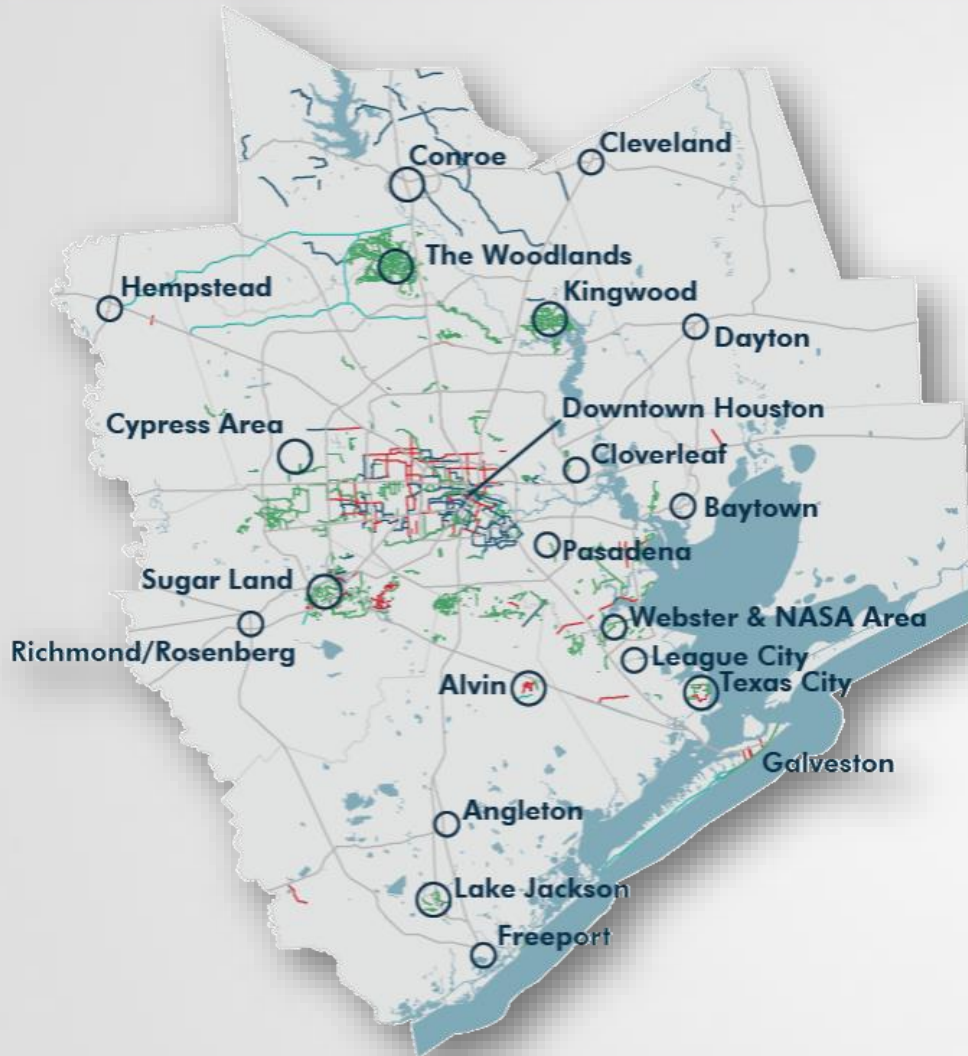 Cleveland
Conroe
The Woodlands
Hempstead
Kingwood
Dayton
Downtown Houston
Cypress Area
Cloverleaf
Baytown
Pasadena
Sugar Land
Webster & NASA Area
Richmond/Rosenberg
League City
Alvin
Texas City
Galveston
Angleton
Lake Jackson
Freeport